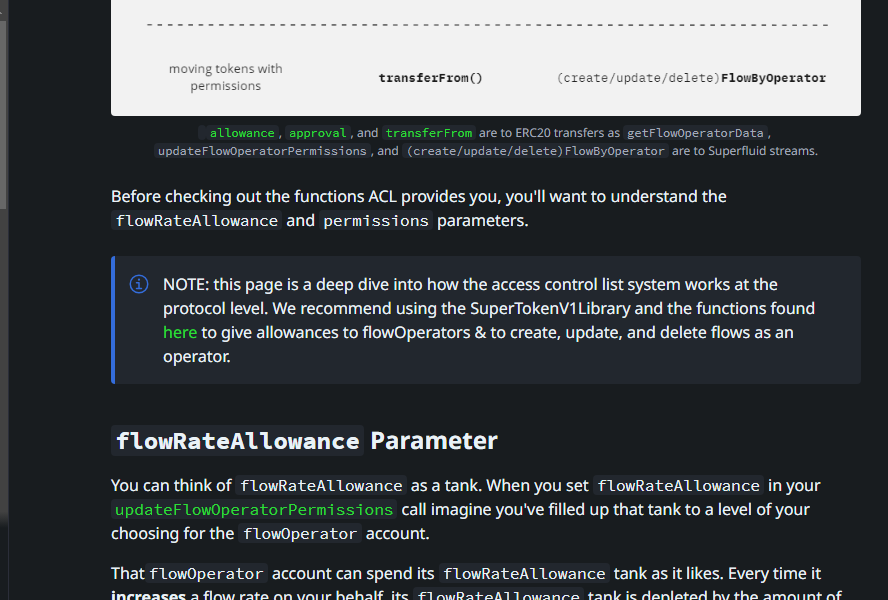 moving tokens with
permissions
transferFrom()
(create/update/delete)FlowByOperator
allowance, approval, and transferFrom are to ERC20 transfers as getFlowOperatorData,
updateFlowOperatorPermissions, and (create/update/delete)FlowByOperator are to Superfluid streams.
Before checking out the functions ACL provides you, you'll want to understand the
flowRateAllowance and permissions parameters.
NOTE: this page is a deep dive into how the access control list system works at the
protocol level. We recommend using the SuperTokenV1Library and the functions found
here to give allowances to flowOperators & to create, update, and delete flows as an
operator.
flowRateAllowance Parameter
You can think of flowRateAllowance as a tank. When you set flowRateAllowance in your
updateFlowOperatorPermissions call imagine you've filled up that tank to a level of your
choosing for the flowOperator account.
That flowOperator account can spend its flowRateAllowance tank as it likes. Every time it
increases a flow rate on your behalf, its flowRateAllowance tank is depleted by the amount of